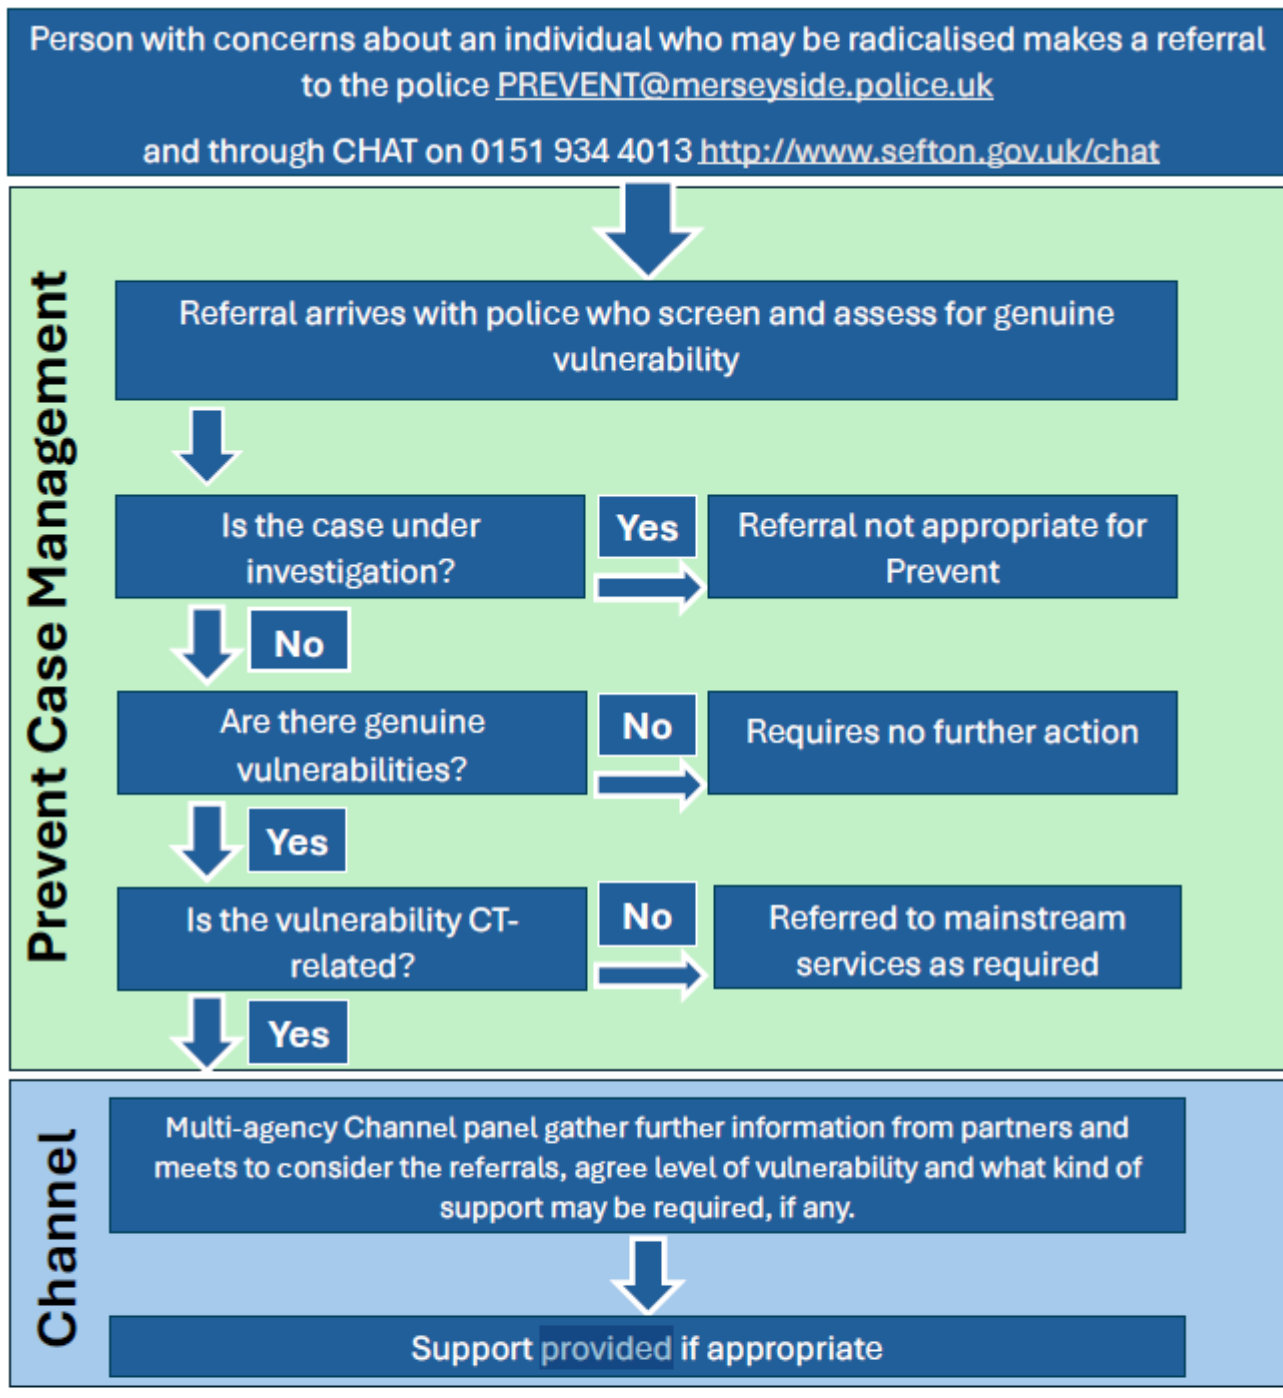 Person with concerns about an individual who may be radicalised makes a referral
to the police PREVENT@merseyside.police.uk
and through CHAT on 0151 934 4013 http://www.sefton.gov.uk/chat
Prevent Case Management
Referral arrives with police who screen and assess for genuine
vulnerability
Is the case under
investigation?
Yes
Referral not appropriate for
Prevent
No
Are there genuine
vulnerabilities?
No
Requires no further action
Yes
Is the vulnerability CT-
related?
No
Referred to mainstream
services as required
Yes
Channel
Multi-agency Channel panel gather further information from partners and
meets to consider the referrals, agree level of vulnerability and what kind of
support may be required, if any.
Support provided if appropriate